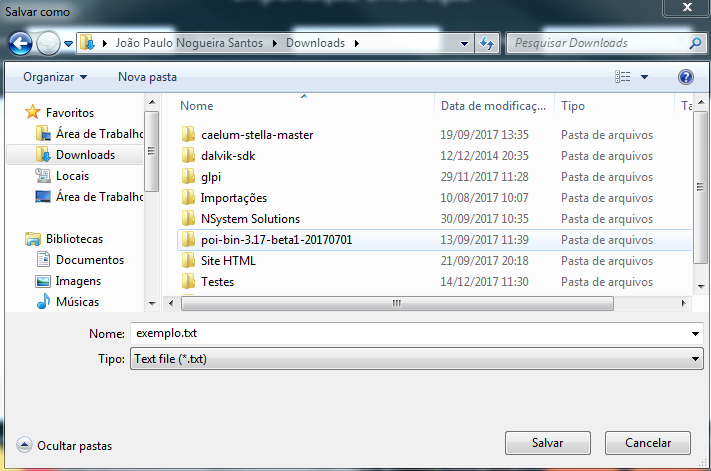 Salvar como
João Paulo Nogueira Santos Downloads
Pesquisar Downloads
Organizar Nova pasta
Nome Data de modificaç... Tipo Ta
Favoritos
Área de Trabalho
Downloads
Locais
Área de Trabalho
Bibliotecas
Documentos
Imagens
Músicas
caelum-stella-master 19/09/2017 13:35 Pasta de arquivos
dalvik-sdk 12/12/2014 20:35 Pasta de arquivos
glpi 29/11/2017 11:28 Pasta de arquivos
Importações 10/08/2017 10:07 Pasta de arquivos
NSystem Solutions 30/09/2017 10:35 Pasta de arquivos
poi-bin-3.17-beta1-20170701 13/09/2017 11:39 Pasta de arquivos
Site HTML 21/09/2017 20:18 Pasta de arquivos
Testes 14/12/2017 11:30 Pasta de arquivos
Nome: exemplo.txt
Tipo: Text file (*.txt)
Ocultar pastas
Salvar Cancelar